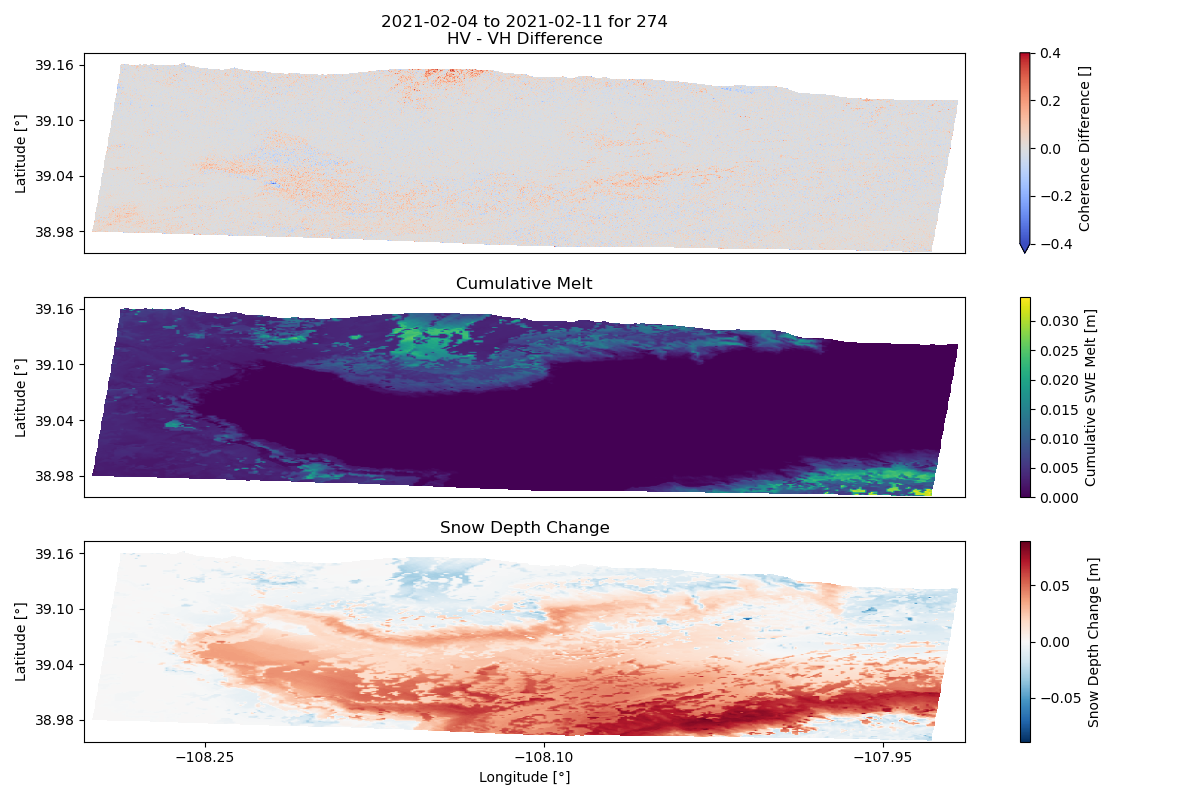 2021-02-04 to 2021-02-11 for 274
HV - VH Difference
39.16
39.10
39.04
38.98
Latitude [°]
0.4
0.2
0.0
−0.2
−0.4
Coherence Difference []
Cumulative Melt
39.16
39.10
39.04
38.98
Latitude [°]
0.030
0.025
0.020
0.015
0.010
0.005
0.000
Cumulative SWE Melt [m]
Snow Depth Change
39.16
39.10
39.04
38.98
Latitude [°]
−108.25
−108.10
−107.95
Longitude [°]
0.05
0.00
−0.05
Snow Depth Change [m]